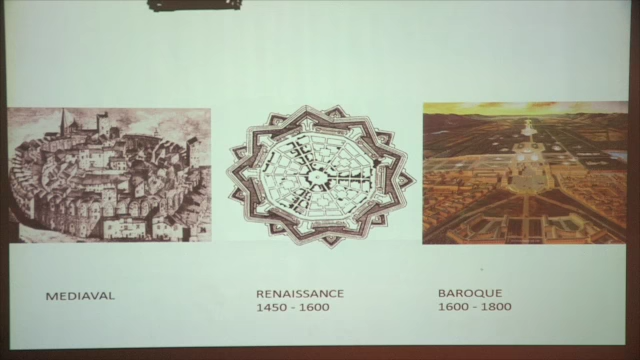 MEDIAVAL
RENAISSANCE
1450 - 1600
BAROQUE
1600 - 1800